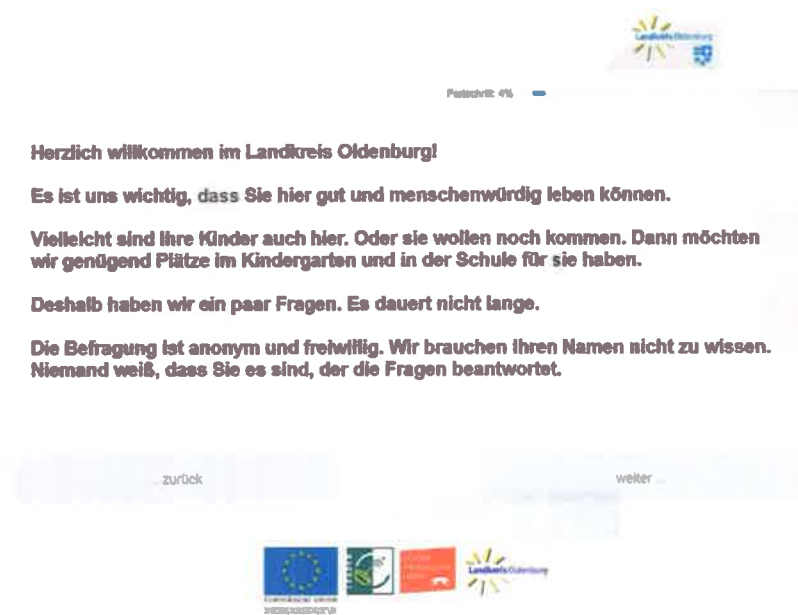 Landkreis Oldenburg
Fortschritt: 4%
Herzlich willkommen im Landkreis Oldenburg!
Es ist uns wichtig, dass Sie hier gut und menschenwürdig leben können.
Vielleicht sind Ihre Kinder auch hier. Oder sie wollen noch kommen. Dann möchten
wir genügend Plätze im Kindergarten und in der Schule für sie haben.
Deshalb haben wir ein paar Fragen. Es dauert nicht lange.
Die Befragung ist anonym und freiwillig. Wir brauchen Ihren Namen nicht zu wissen.
Niemand weiß, dass Sie es sind, der die Fragen beantwortet.
zurück
weiter
Landkreis Oldenburg